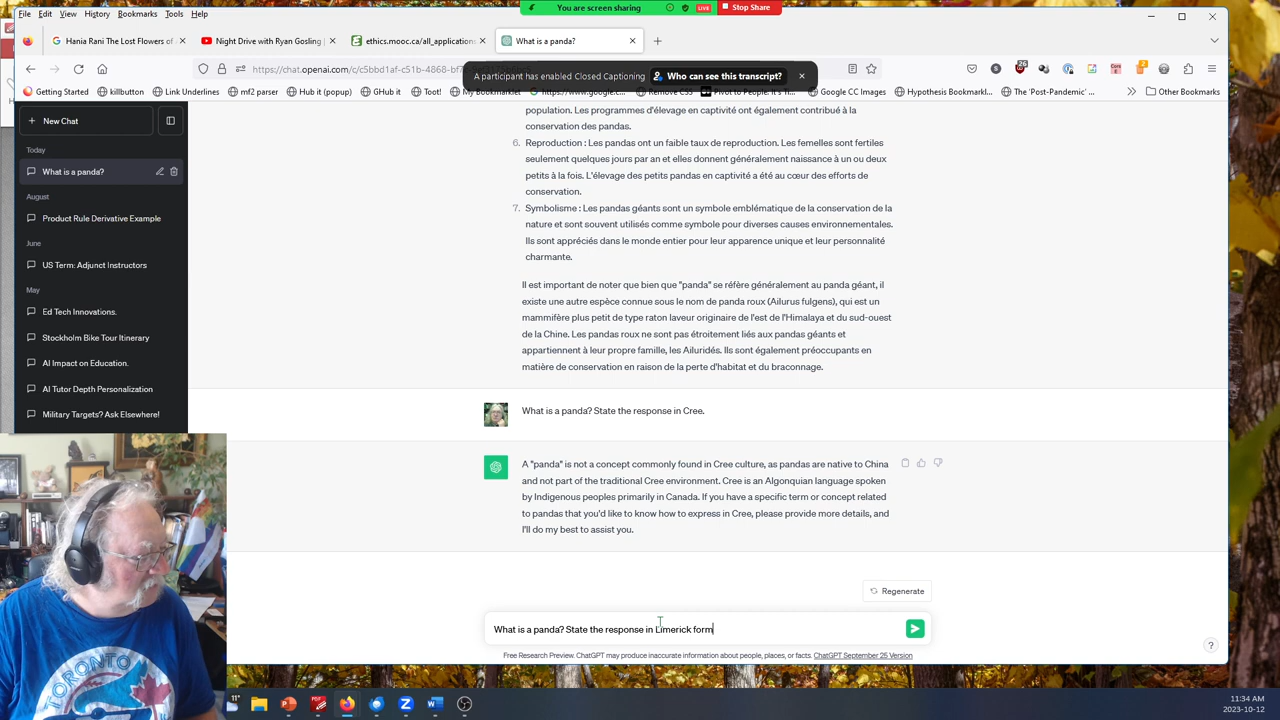 You are screen sharing
LIVE
Stop Share
File Edit View History Bookmarks Tools Help
Hania Rani The Lost Flowers of
Night Drive with Ryan Gosling
ethics.mooc.ca/all_applications
What is a panda?
https://chat.openai.com/c/c5bbd1af-c51b-4868-bf7
A participant has enabled Closed Captioning
Who can see this transcript?
26
2
Getting Started
killbutton
Link Underlines
mf2 parser
Hub it (popup)
GHub it
Toot!
My Bookmarklet
https://www.google.c...
Remove CSS
Pivot to People: It's Ti...
Google CC Images
Hypothesis Bookmarkl...
The 'Post-Pandemic' ...
Other Bookmarks
New Chat
Today
What is a panda?
August
Product Rule Derivative Example
June
US Term: Adjunct Instructors
May
Ed Tech Innovations.
Stockholm Bike Tour Itinerary
AI Impact on Education.
AI Tutor Depth Personalization
Military Targets? Ask Elsewhere!
population. Les programmes d'élevage en captivité ont également contribué à la
conservation des pandas.
6. Reproduction : Les pandas ont un faible taux de reproduction. Les femelles sont fertiles
seulement quelques jours par an et elles donnent généralement naissance à un ou deux
petits à la fois. L'élevage des petits pandas en captivité a été au cœur des efforts de
conservation.
7. Symbolisme : Les pandas géants sont un symbole emblématique de la conservation de la
nature et sont souvent utilisés comme symbole pour diverses causes environnementales.
Ils sont appréciés dans le monde entier pour leur apparence unique et leur personnalité
charmante.
Il est important de noter que bien que "panda" se réfère généralement au panda géant, il
existe une autre espèce connue sous le nom de panda roux (Ailurus fulgens), qui est un
mammifère plus petit de type raton laveur originaire de l'est de l'Himalaya et du sud-ouest
de la Chine. Les pandas roux ne sont pas étroitement liés aux pandas géants et
appartiennent à leur propre famille, les Ailuridés. Ils sont également préoccupants en
matière de conservation en raison de la perte d'habitat et du braconnage.
What is a panda? State the response in Cree.
A "panda" is not a concept commonly found in Cree culture, as pandas are native to China
and not part of the traditional Cree environment. Cree is an Algonquian language spoken
by Indigenous peoples primarily in Canada. If you have a specific term or concept related
to pandas that you'd like to know how to express in Cree, please provide more details, and
I'll do my best to assist you.
Regenerate
What is a panda? State the response in Limerick form
Free Research Preview. ChatGPT may produce inaccurate information about people, places, or facts. ChatGPT September 25 Version
TORONTO
11°
11:34 AM
2023-10-12